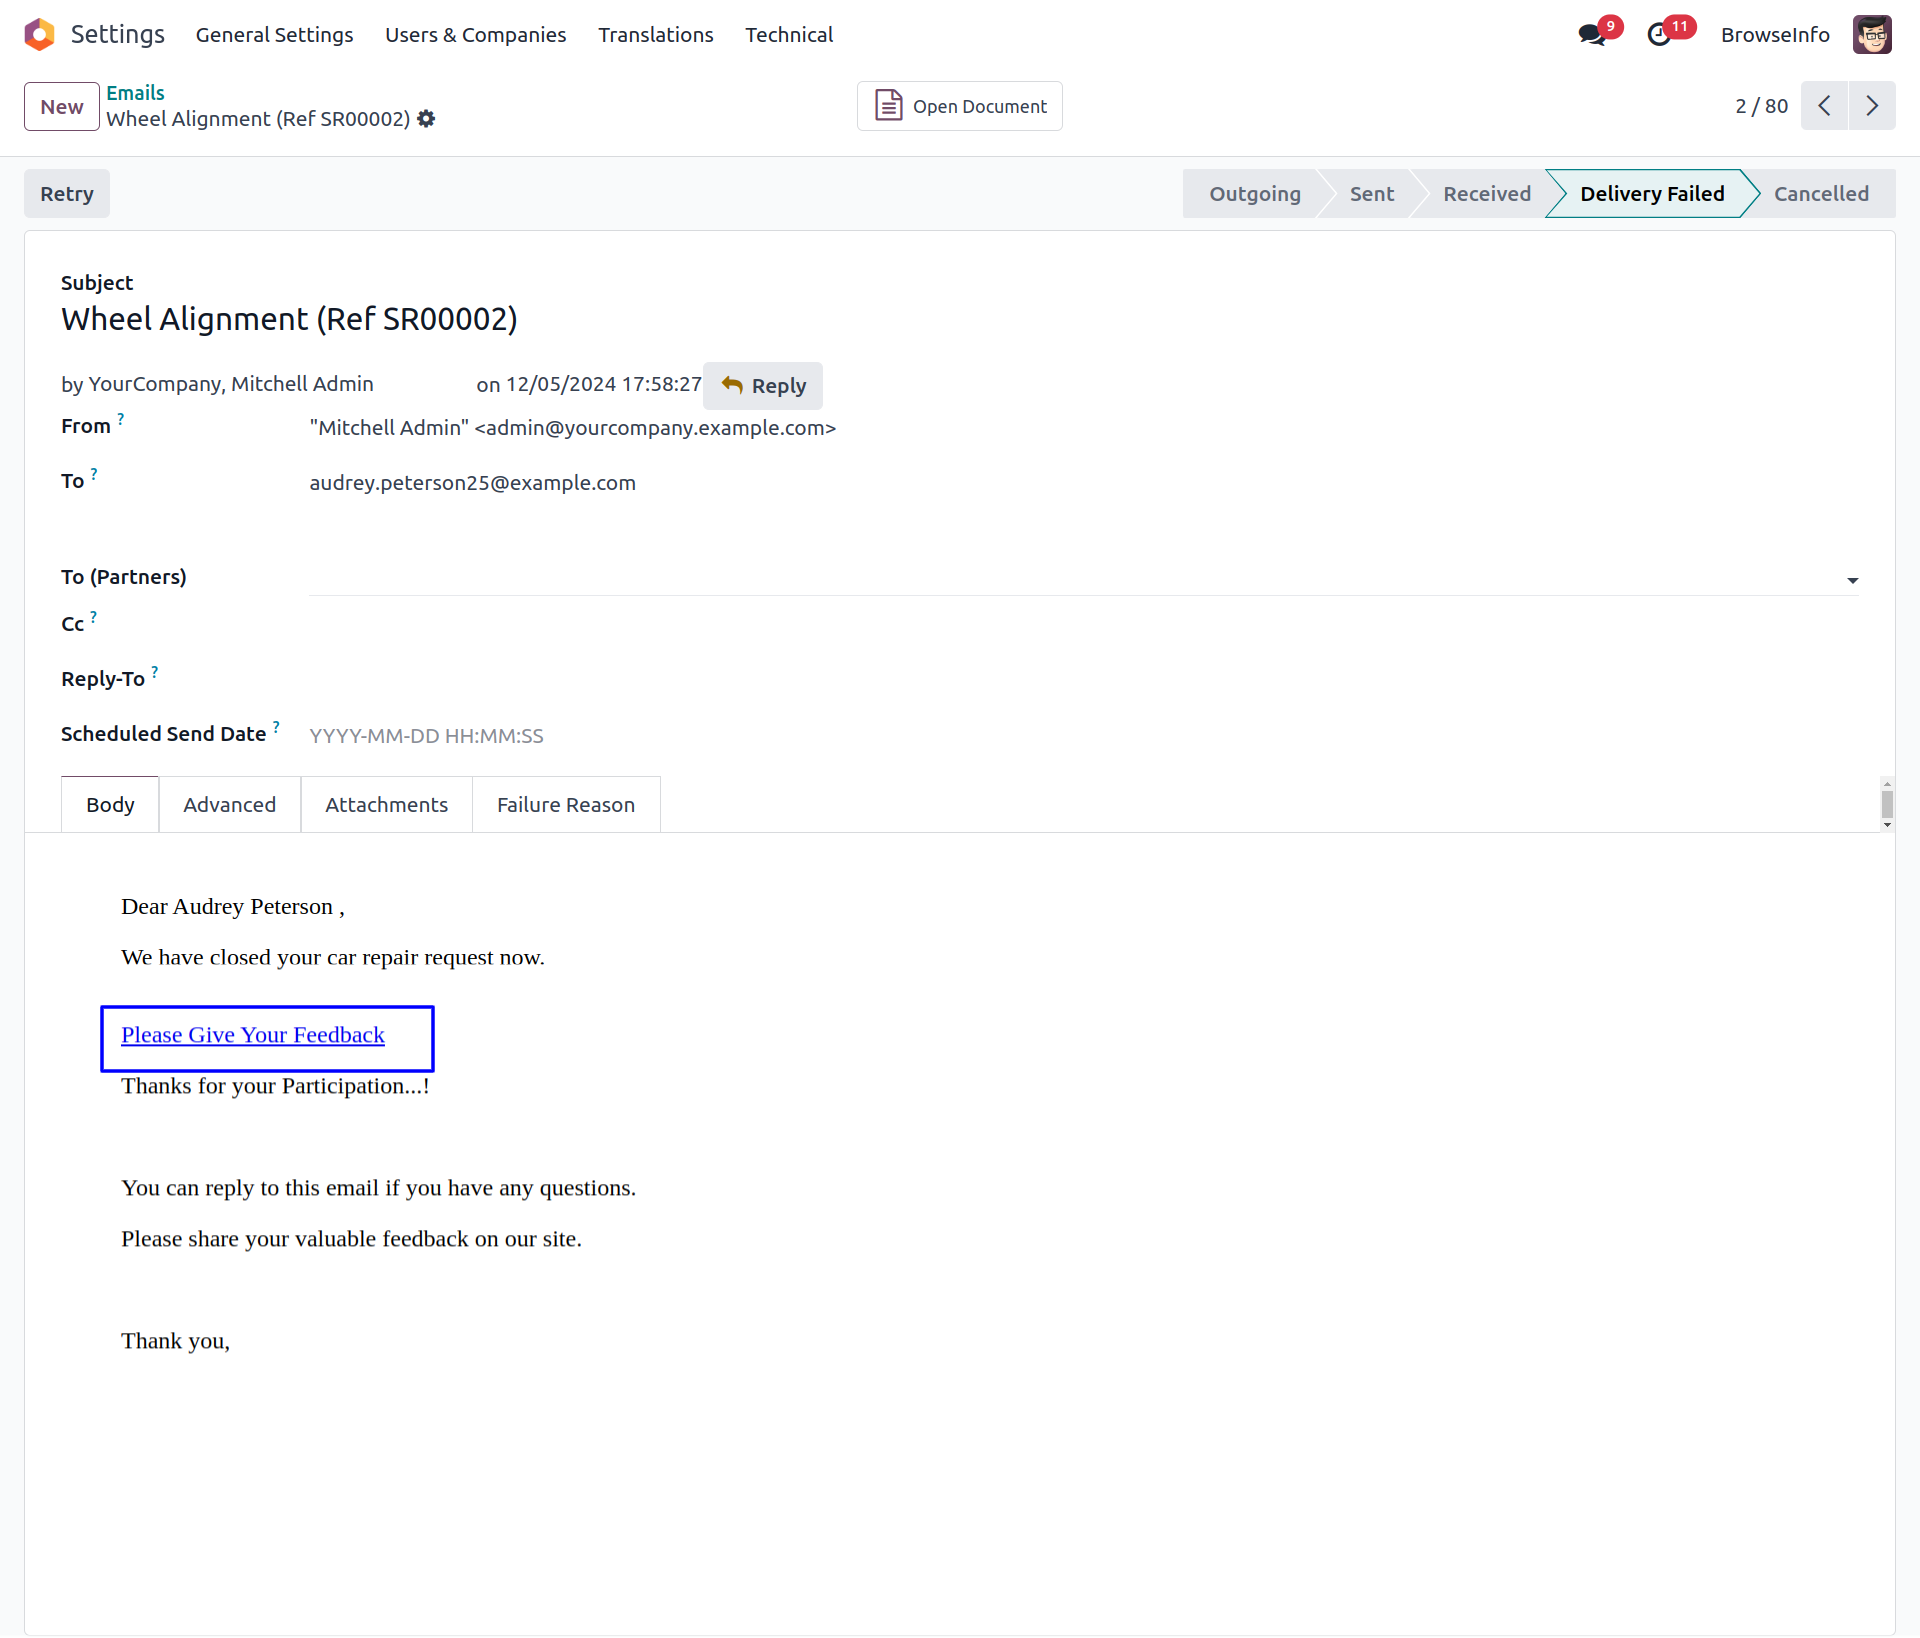 Settings General Settings Users & Companies Translations Technical 9 11 BrowseInfo
New Emails
Wheel Alignment (Ref SR00002) Open Document 2 / 80
Retry Outgoing Sent Received Delivery Failed Cancelled
Subject
Wheel Alignment (Ref SR00002)
by YourCompany, Mitchell Admin on 12/05/2024 17:58:27 Reply
From ? "Mitchell Admin" <admin@yourcompany.example.com>
To ? audrey.peterson25@example.com
To (Partners)
Cc ?
Reply-To ?
Scheduled Send Date ? YYYY-MM-DD HH:MM:SS
Body Advanced Attachments Failure Reason
Dear Audrey Peterson ,
We have closed your car repair request now.
Please Give Your Feedback
Thanks for your Participation...!
You can reply to this email if you have any questions.
Please share your valuable feedback on our site.
Thank you,